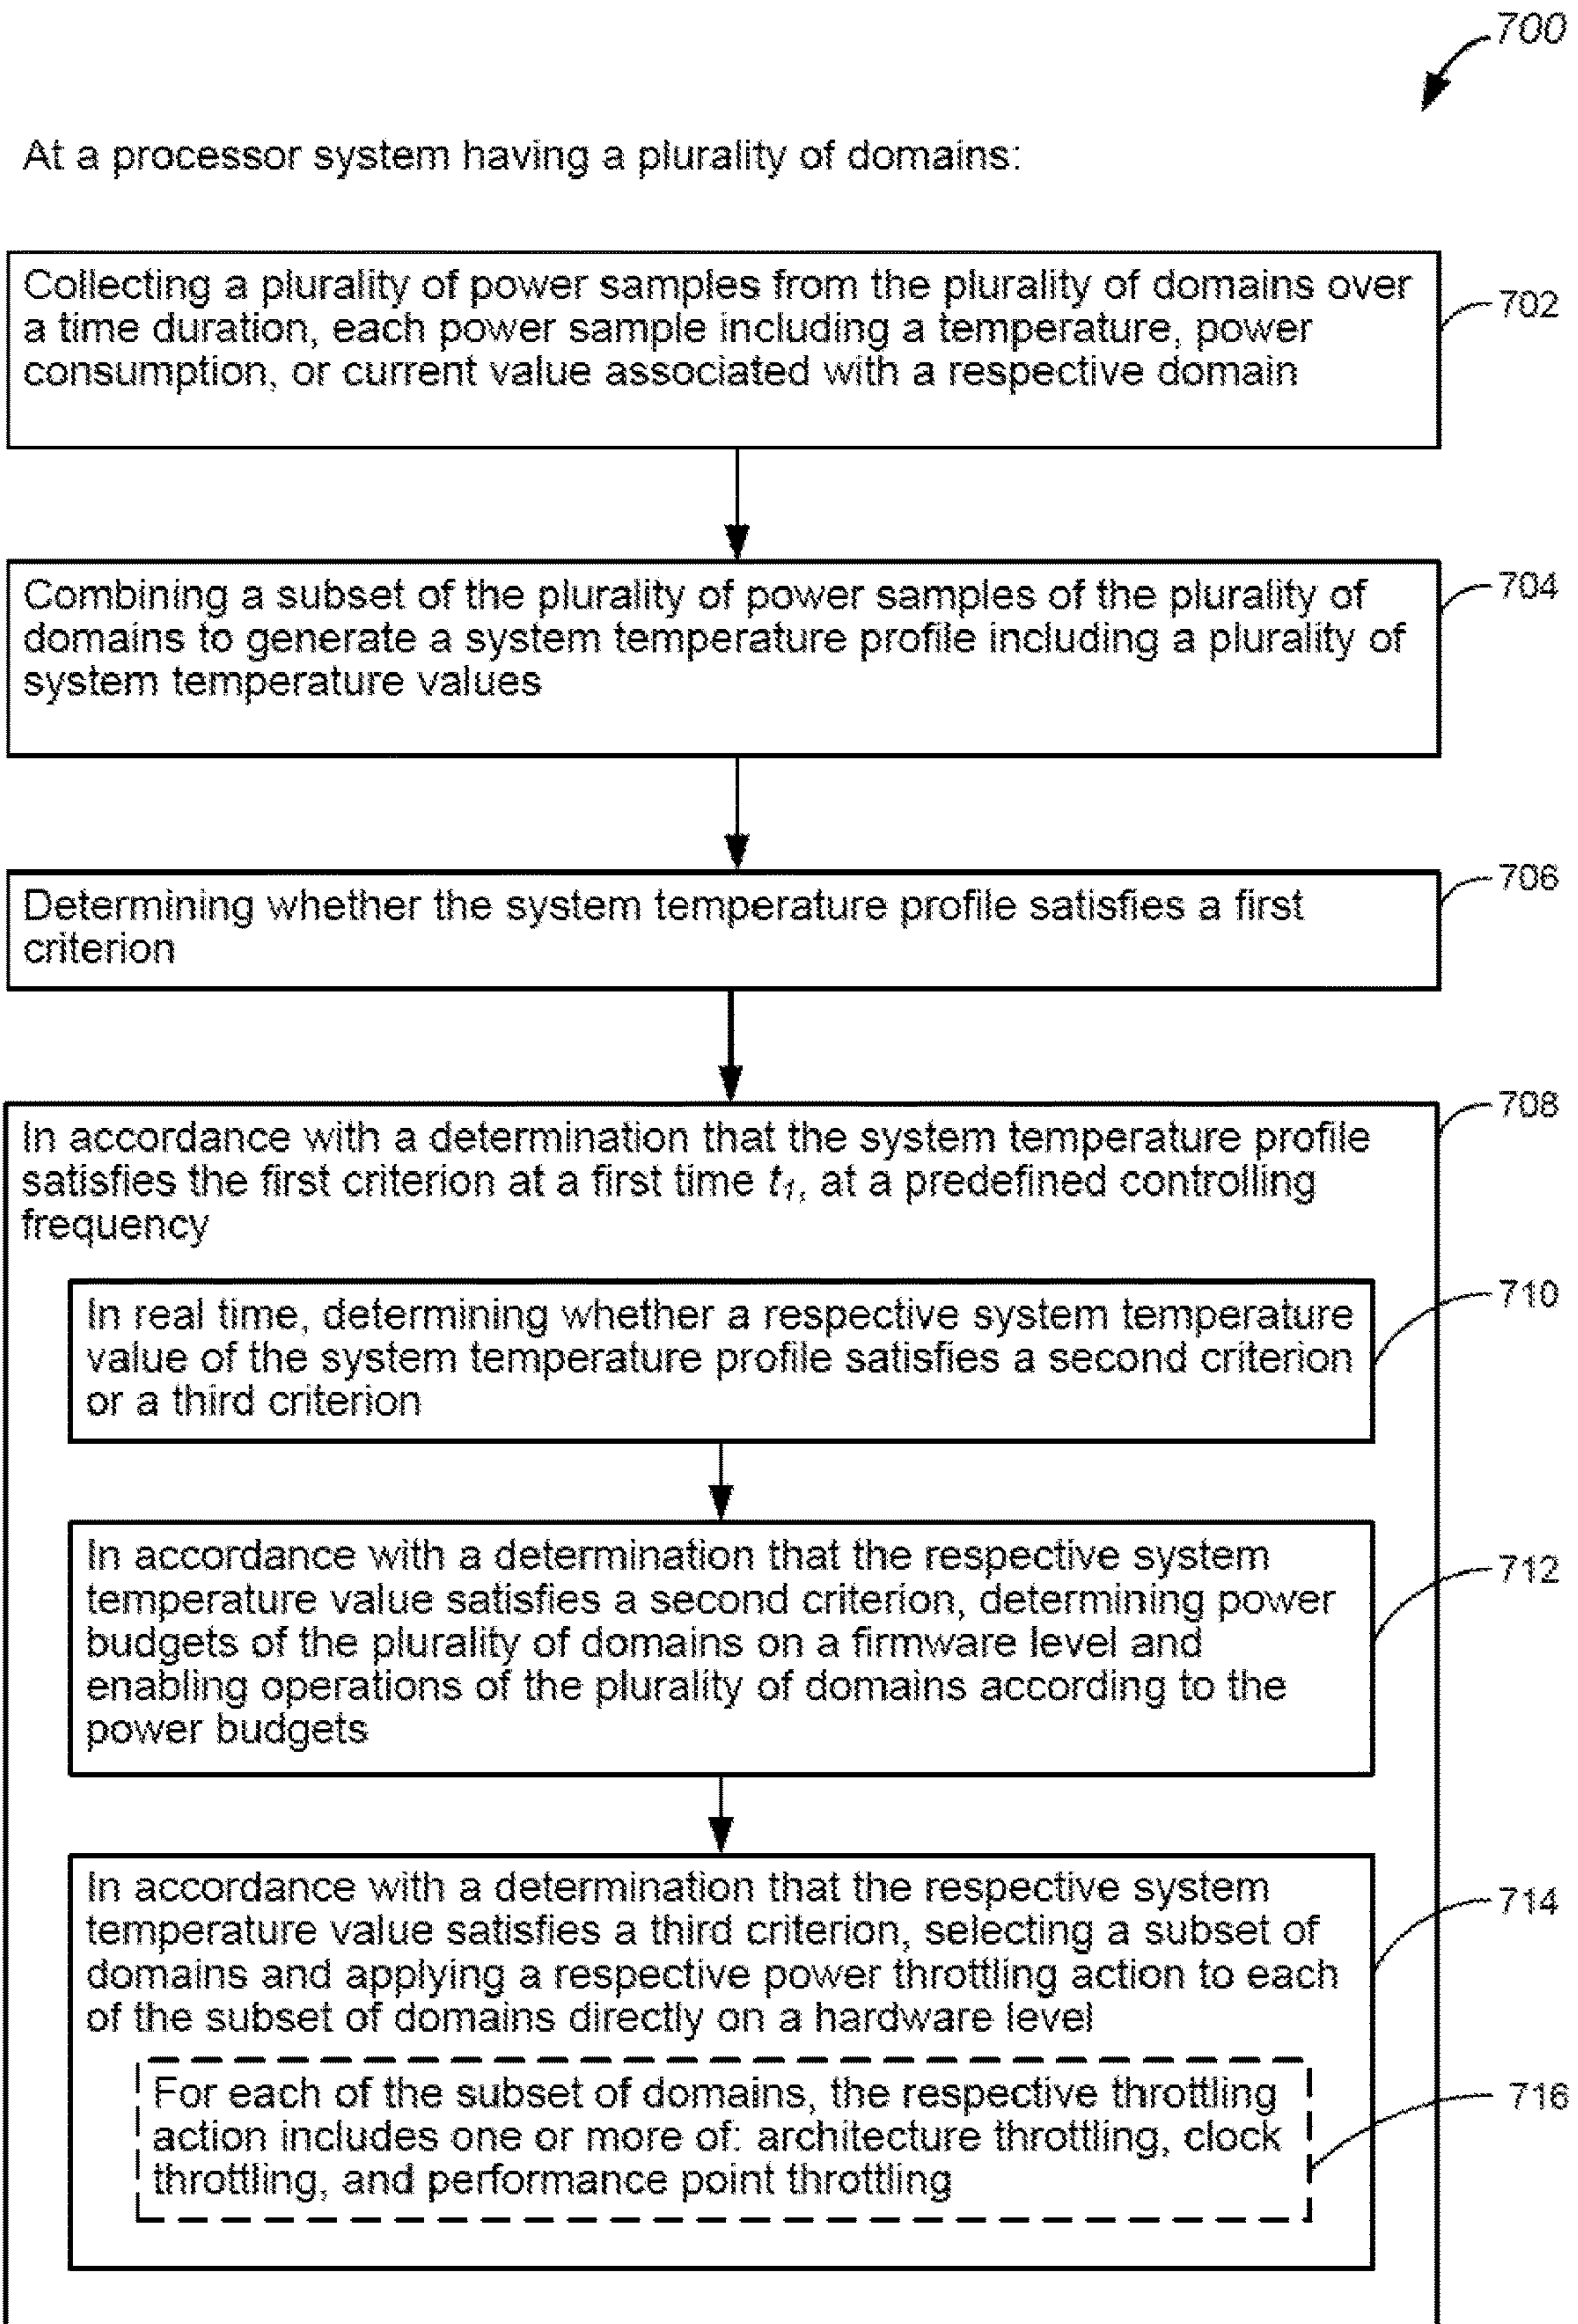 700
At a processor system having a plurality of domains:
Collecting a plurality of power samples from the plurality of domains over
a time duration, each power sample including a temperature, power
consumption, or current value associated with a respective domain
702
Combining a subset of the plurality of power samples of the plurality of
domains to generate a system temperature profile including a plurality of
system temperature values
704
Determining whether the system temperature profile satisfies a first
criterion
706
In accordance with a determination that the system temperature profile
satisfies the first criterion at a first time t1, at a predefined controlling
frequency
708
In real time, determining whether a respective system temperature
value of the system temperature profile satisfies a second criterion
or a third criterion
710
In accordance with a determination that the respective system
temperature value satisfies a second criterion, determining power
budgets of the plurality of domains on a firmware level and
enabling operations of the plurality of domains according to the
power budgets
712
In accordance with a determination that the respective system
temperature value satisfies a third criterion, selecting a subset of
domains and applying a respective power throttling action to each
of the subset of domains directly on a hardware level
714
For each of the subset of domains, the respective throttling
action includes one or more of: architecture throttling, clock
throttling, and performance point throttling
716